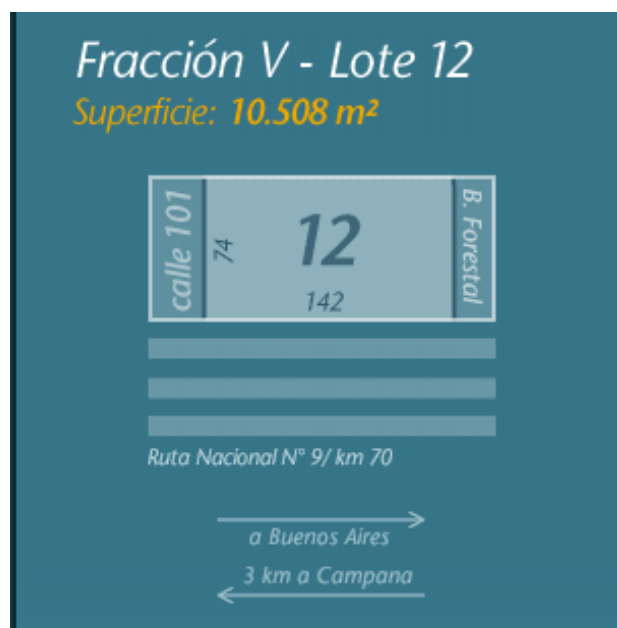 Fracción V - Lote 12
Superficie: 10.508 m²
calle 101
74
12
142
B. Forestal
Ruta Nacional N° 9/ km 70
a Buenos Aires
3 km a Campana